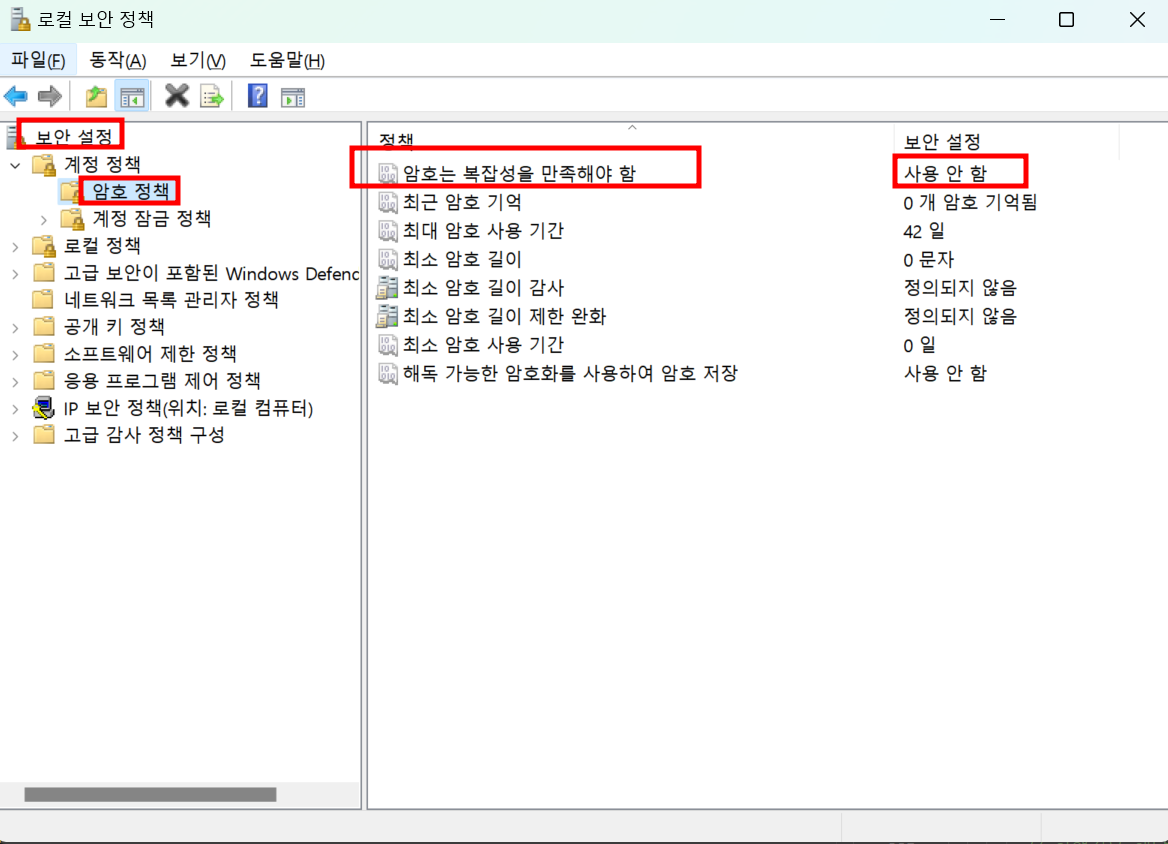 로컬 보안 정책
파일(F) 동작(A) 보기(V) 도움말(H)
보안 설정
계정 정책
암호 정책
계정 잠금 정책
로컬 정책
고급 보안이 포함된 Windows Defenc
네트워크 목록 관리자 정책
공개 키 정책
소프트웨어 제한 정책
응용 프로그램 제어 정책
IP 보안 정책(위치: 로컬 컴퓨터)
고급 감사 정책 구성
정책 보안 설정
암호는 복잡성을 만족해야 함 사용 안 함
최근 암호 기억 0 개 암호 기억됨
최대 암호 사용 기간 42 일
최소 암호 길이 0 문자
최소 암호 길이 감사 정의되지 않음
최소 암호 길이 제한 완화 정의되지 않음
최소 암호 사용 기간 0 일
해독 가능한 암호화를 사용하여 암호 저장 사용 안 함